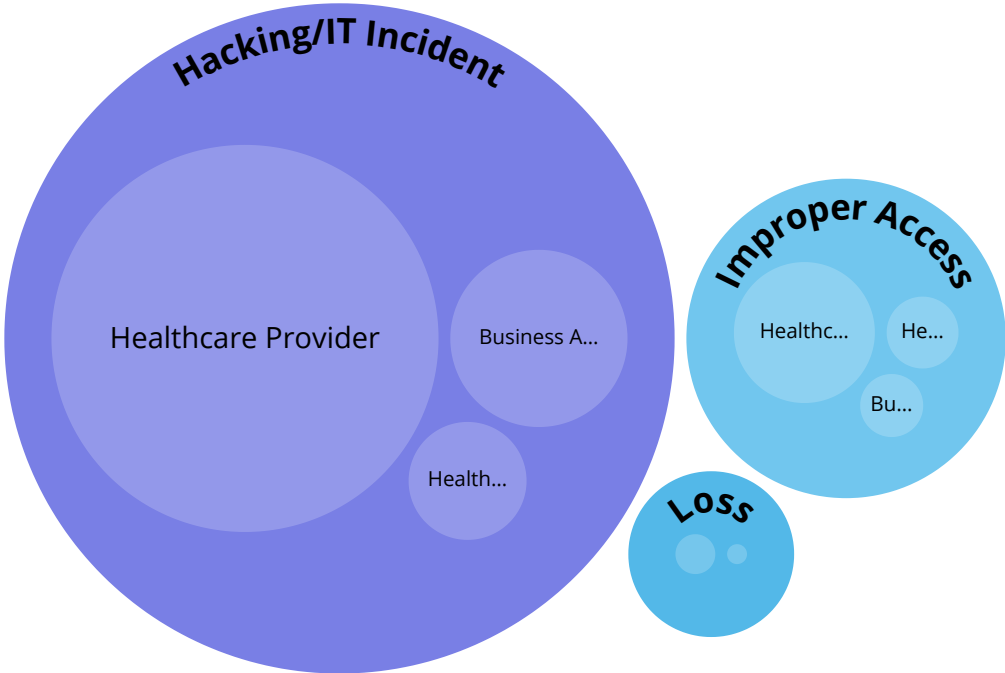 Hacking/IT Incident
Healthcare Provider
Business A...
Health...
Improper Access
Healthc...
He...
Bu...
Loss